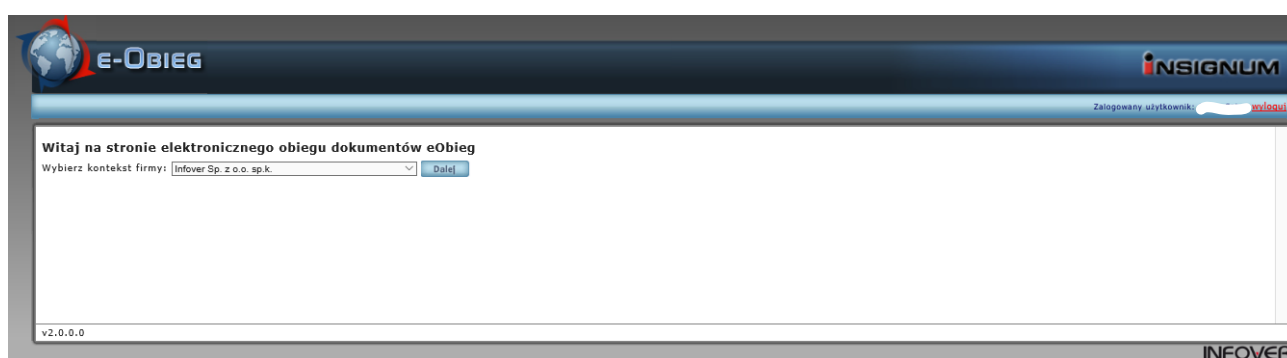 e-Obieg
iNSIGNUM
Zalogowany użytkownik: wyloguj
Witaj na stronie elektronicznego obiegu dokumentów eObieg
Wybierz kontekst firmy: Infover Sp. z o.o. sp.k. Dalej
v2.0.0.0
INFOVER